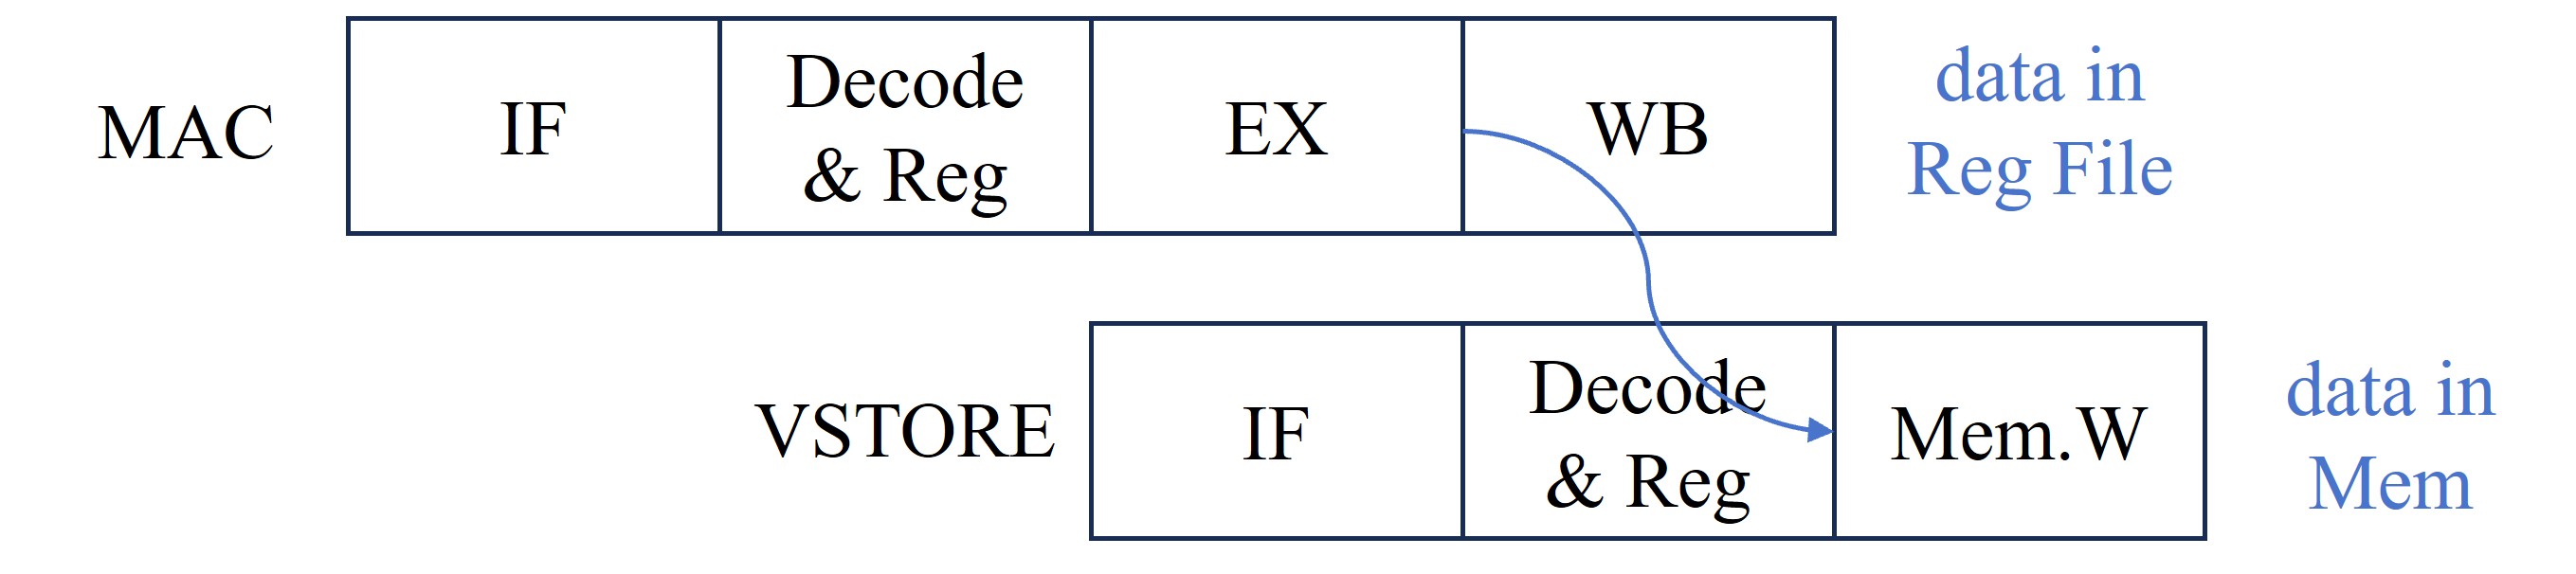 MAC
IF
Decode
& Reg
EX
WB
data in
Reg File
VSTORE
IF
Decode
& Reg
Mem.W
data in
Mem